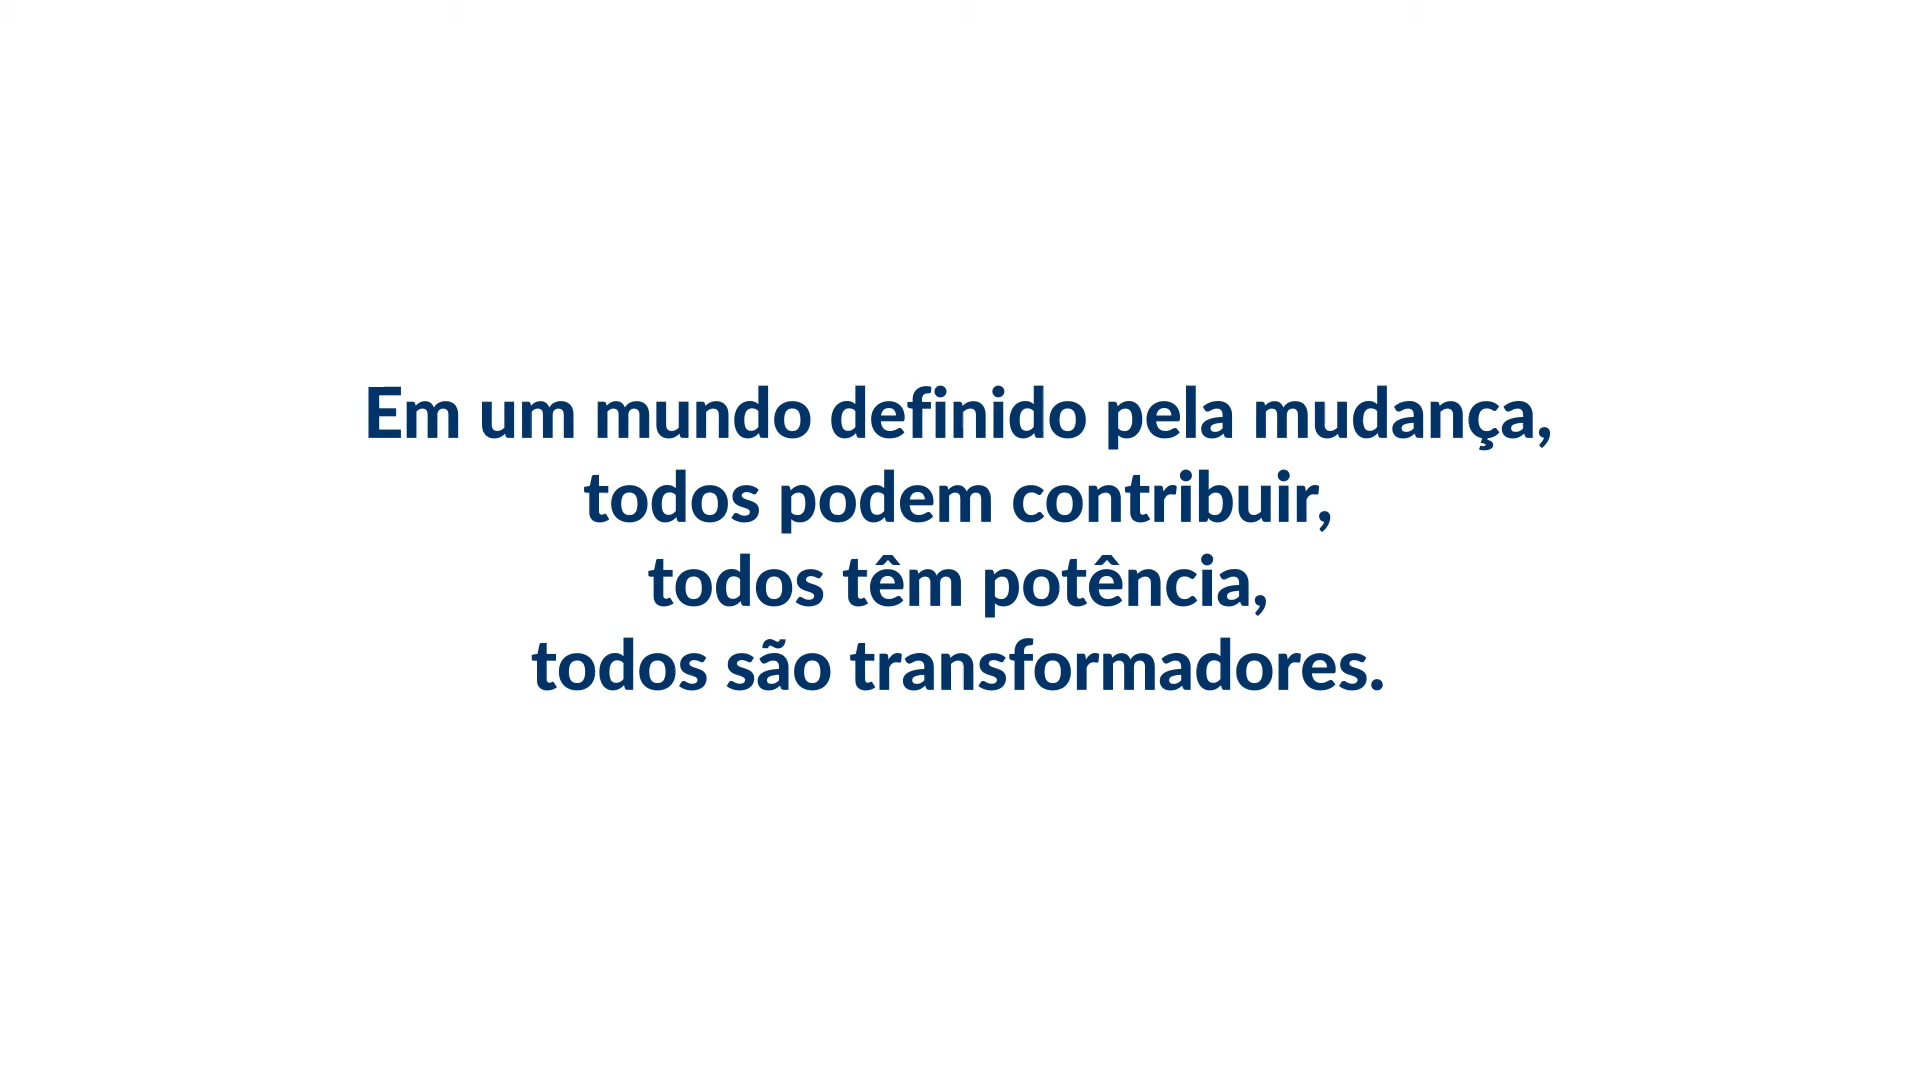 Em um mundo definido pela mudança,
todos podem contribuir,
todos têm potência,
todos são transformadores.